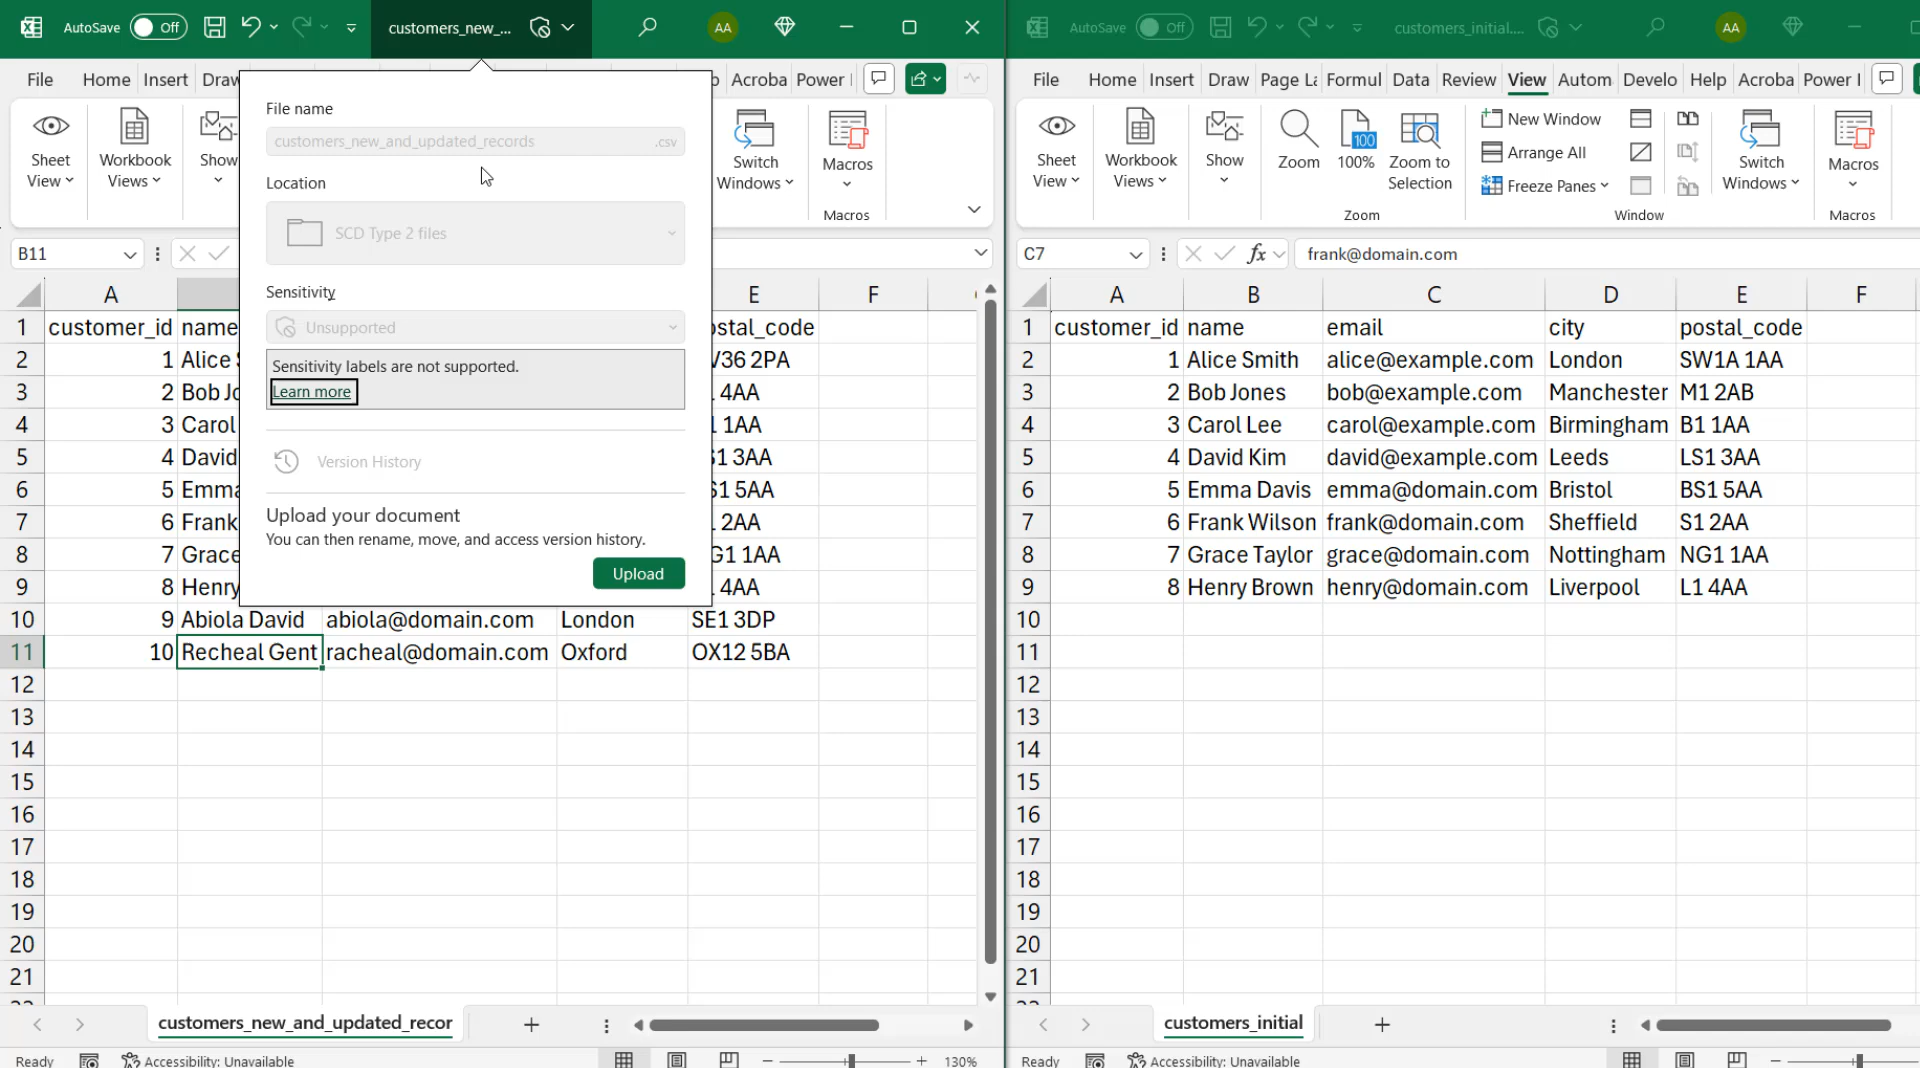 AutoSave Off customers_new_... AA
File Home Insert Draw Acroba Power
Sheet View
Workbook Views
Show
Switch Windows
Macros
Macros
B11
File name
customers_new_and_updated_records .csv
Location
SCD Type 2 files
Sensitivity
Unsupported
Sensitivity labels are not supported.
Learn more
Version History
Upload your document
You can then rename, move, and access version history.
Upload
A E F
1 customer_id name stal_code
2 1 Alice 36 2PA
3 2 Bob 4AA
4 3 Carol 1AA
5 4 David 1 3AA
6 5 Emma 1 5AA
7 6 Frank 2AA
8 7 Grace G1 1AA
9 8 Henry 4AA
10 9 Abiola David abiola@domain.com London SE1 3DP
11 10 Recheal Gent racheal@domain.com Oxford OX12 5BA
12
13
14
15
16
17
18
19
20
21
customers_new_and_updated_recor
Ready Accessibility: Unavailable 130%
AutoSave Off customers_initial.... AA
File Home Insert Draw Page La Formul Data Review View Autom Develo Help Acroba Power I
Sheet View
Workbook Views
Show
Zoom
100
100%
Zoom to Selection
Zoom
New Window
Arrange All
Freeze Panes
Window
Switch Windows
Macros
Macros
C7 fx frank@domain.com
A B C D E F
1 customer_id name email city postal_code
2 1 Alice Smith alice@example.com London SW1A 1AA
3 2 Bob Jones bob@example.com Manchester M1 2AB
4 3 Carol Lee carol@example.com Birmingham B1 1AA
5 4 David Kim david@example.com Leeds LS1 3AA
6 5 Emma Davis emma@domain.com Bristol BS1 5AA
7 6 Frank Wilson frank@domain.com Sheffield S1 2AA
8 7 Grace Taylor grace@domain.com Nottingham NG1 1AA
9 8 Henry Brown henry@domain.com Liverpool L1 4AA
10
11
12
13
14
15
16
17
18
19
20
21
customers_initial
Ready Accessibility: Unavailable